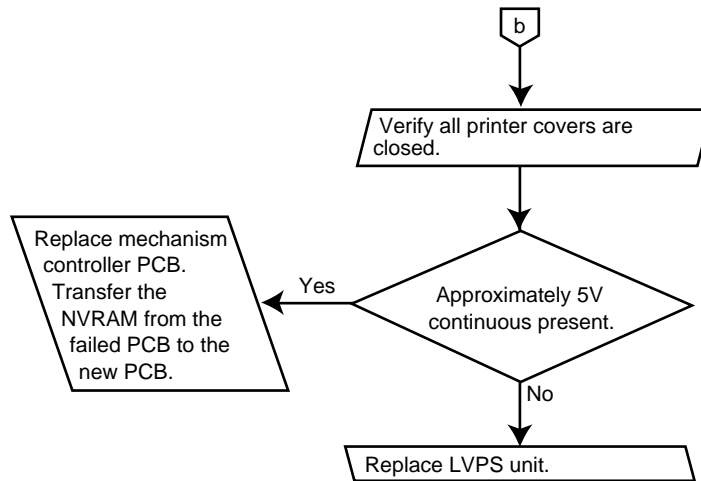 b
Verify all printer covers are
closed.
Replace mechanism
controller PCB.
Transfer the
NVRAM from the
failed PCB to the
new PCB.
Yes
Approximately 5V
continuous present.
No
Replace LVPS unit.